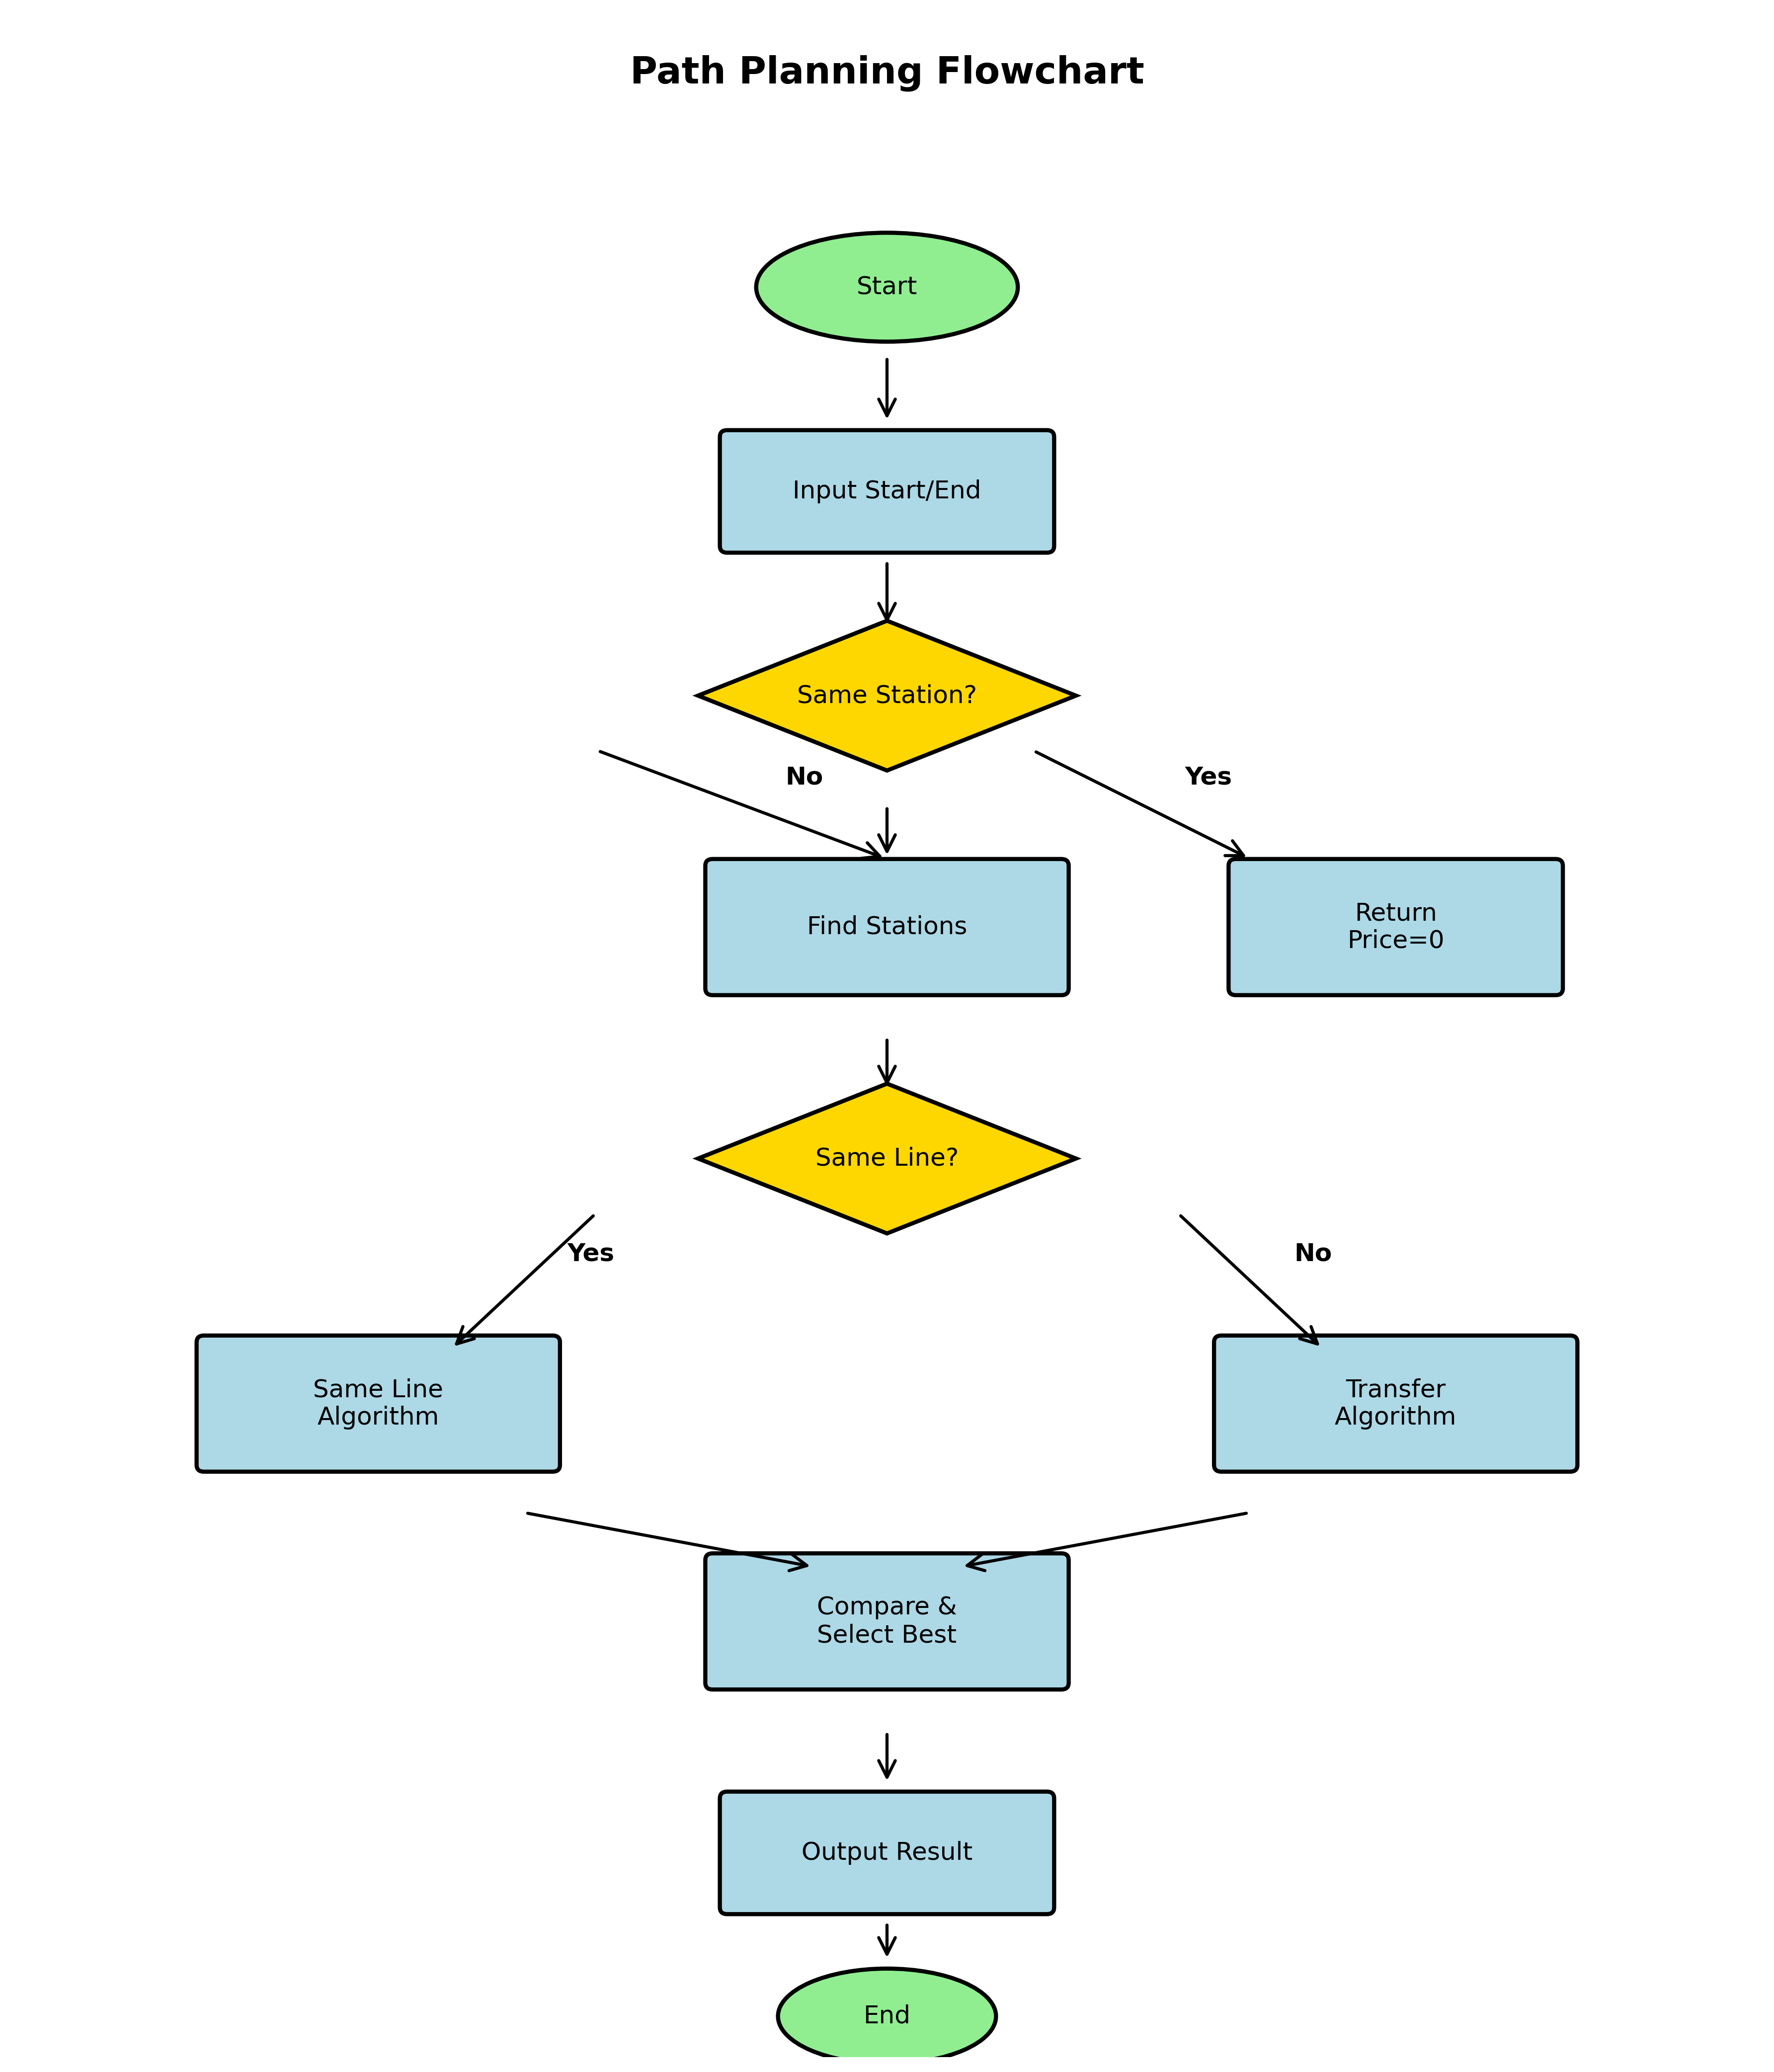 Path Planning Flowchart
Start
Input Start/End
Same Station?
No
Yes
Find Stations
Return
Price=0
Same Line?
Yes
No
Same Line
Algorithm
Transfer
Algorithm
Compare &
Select Best
Output Result
End